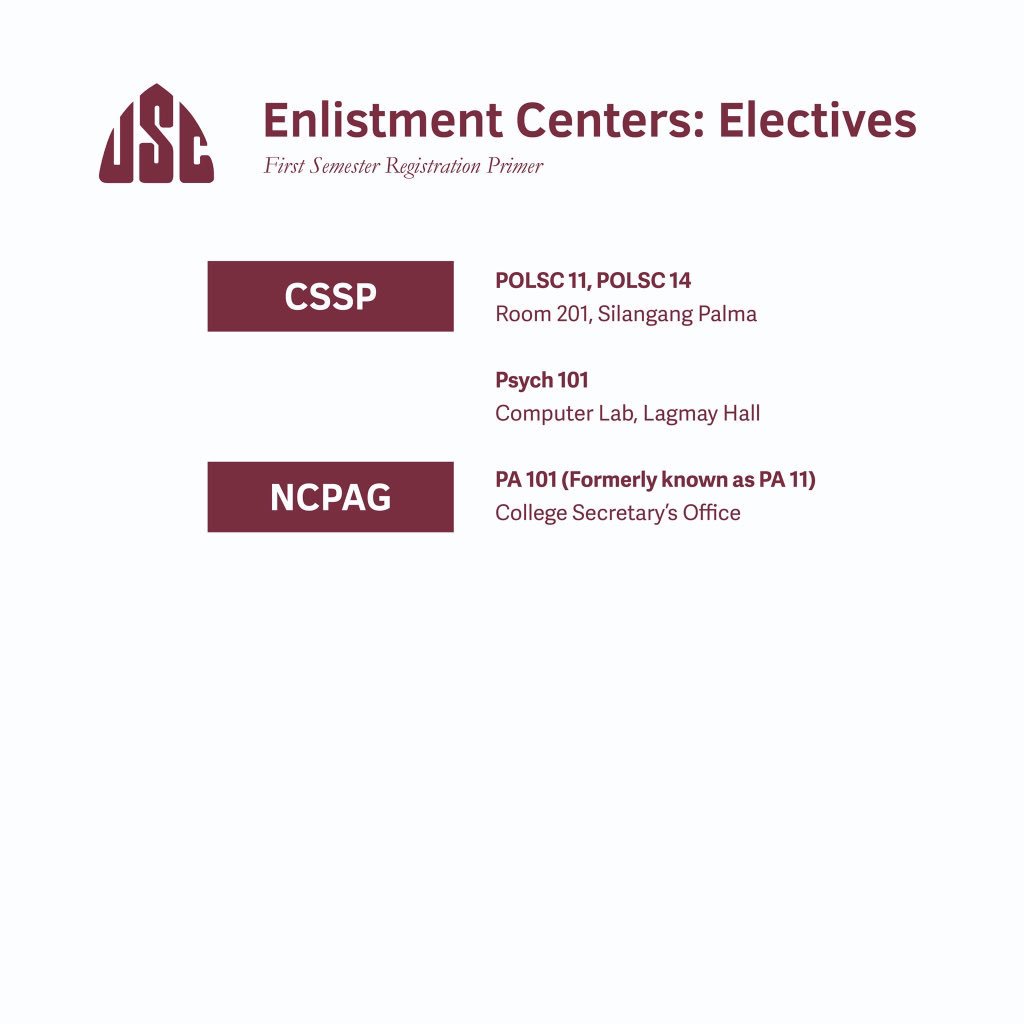 USC
Enlistment Centers: Electives
First Semester Registration Primer
CSSP
POLSC 11, POLSC 14
Room 201, Silangang Palma
Psych 101
Computer Lab, Lagmay Hall
NCPAG
PA 101 (Formerly known as PA 11)
College Secretary’s Office